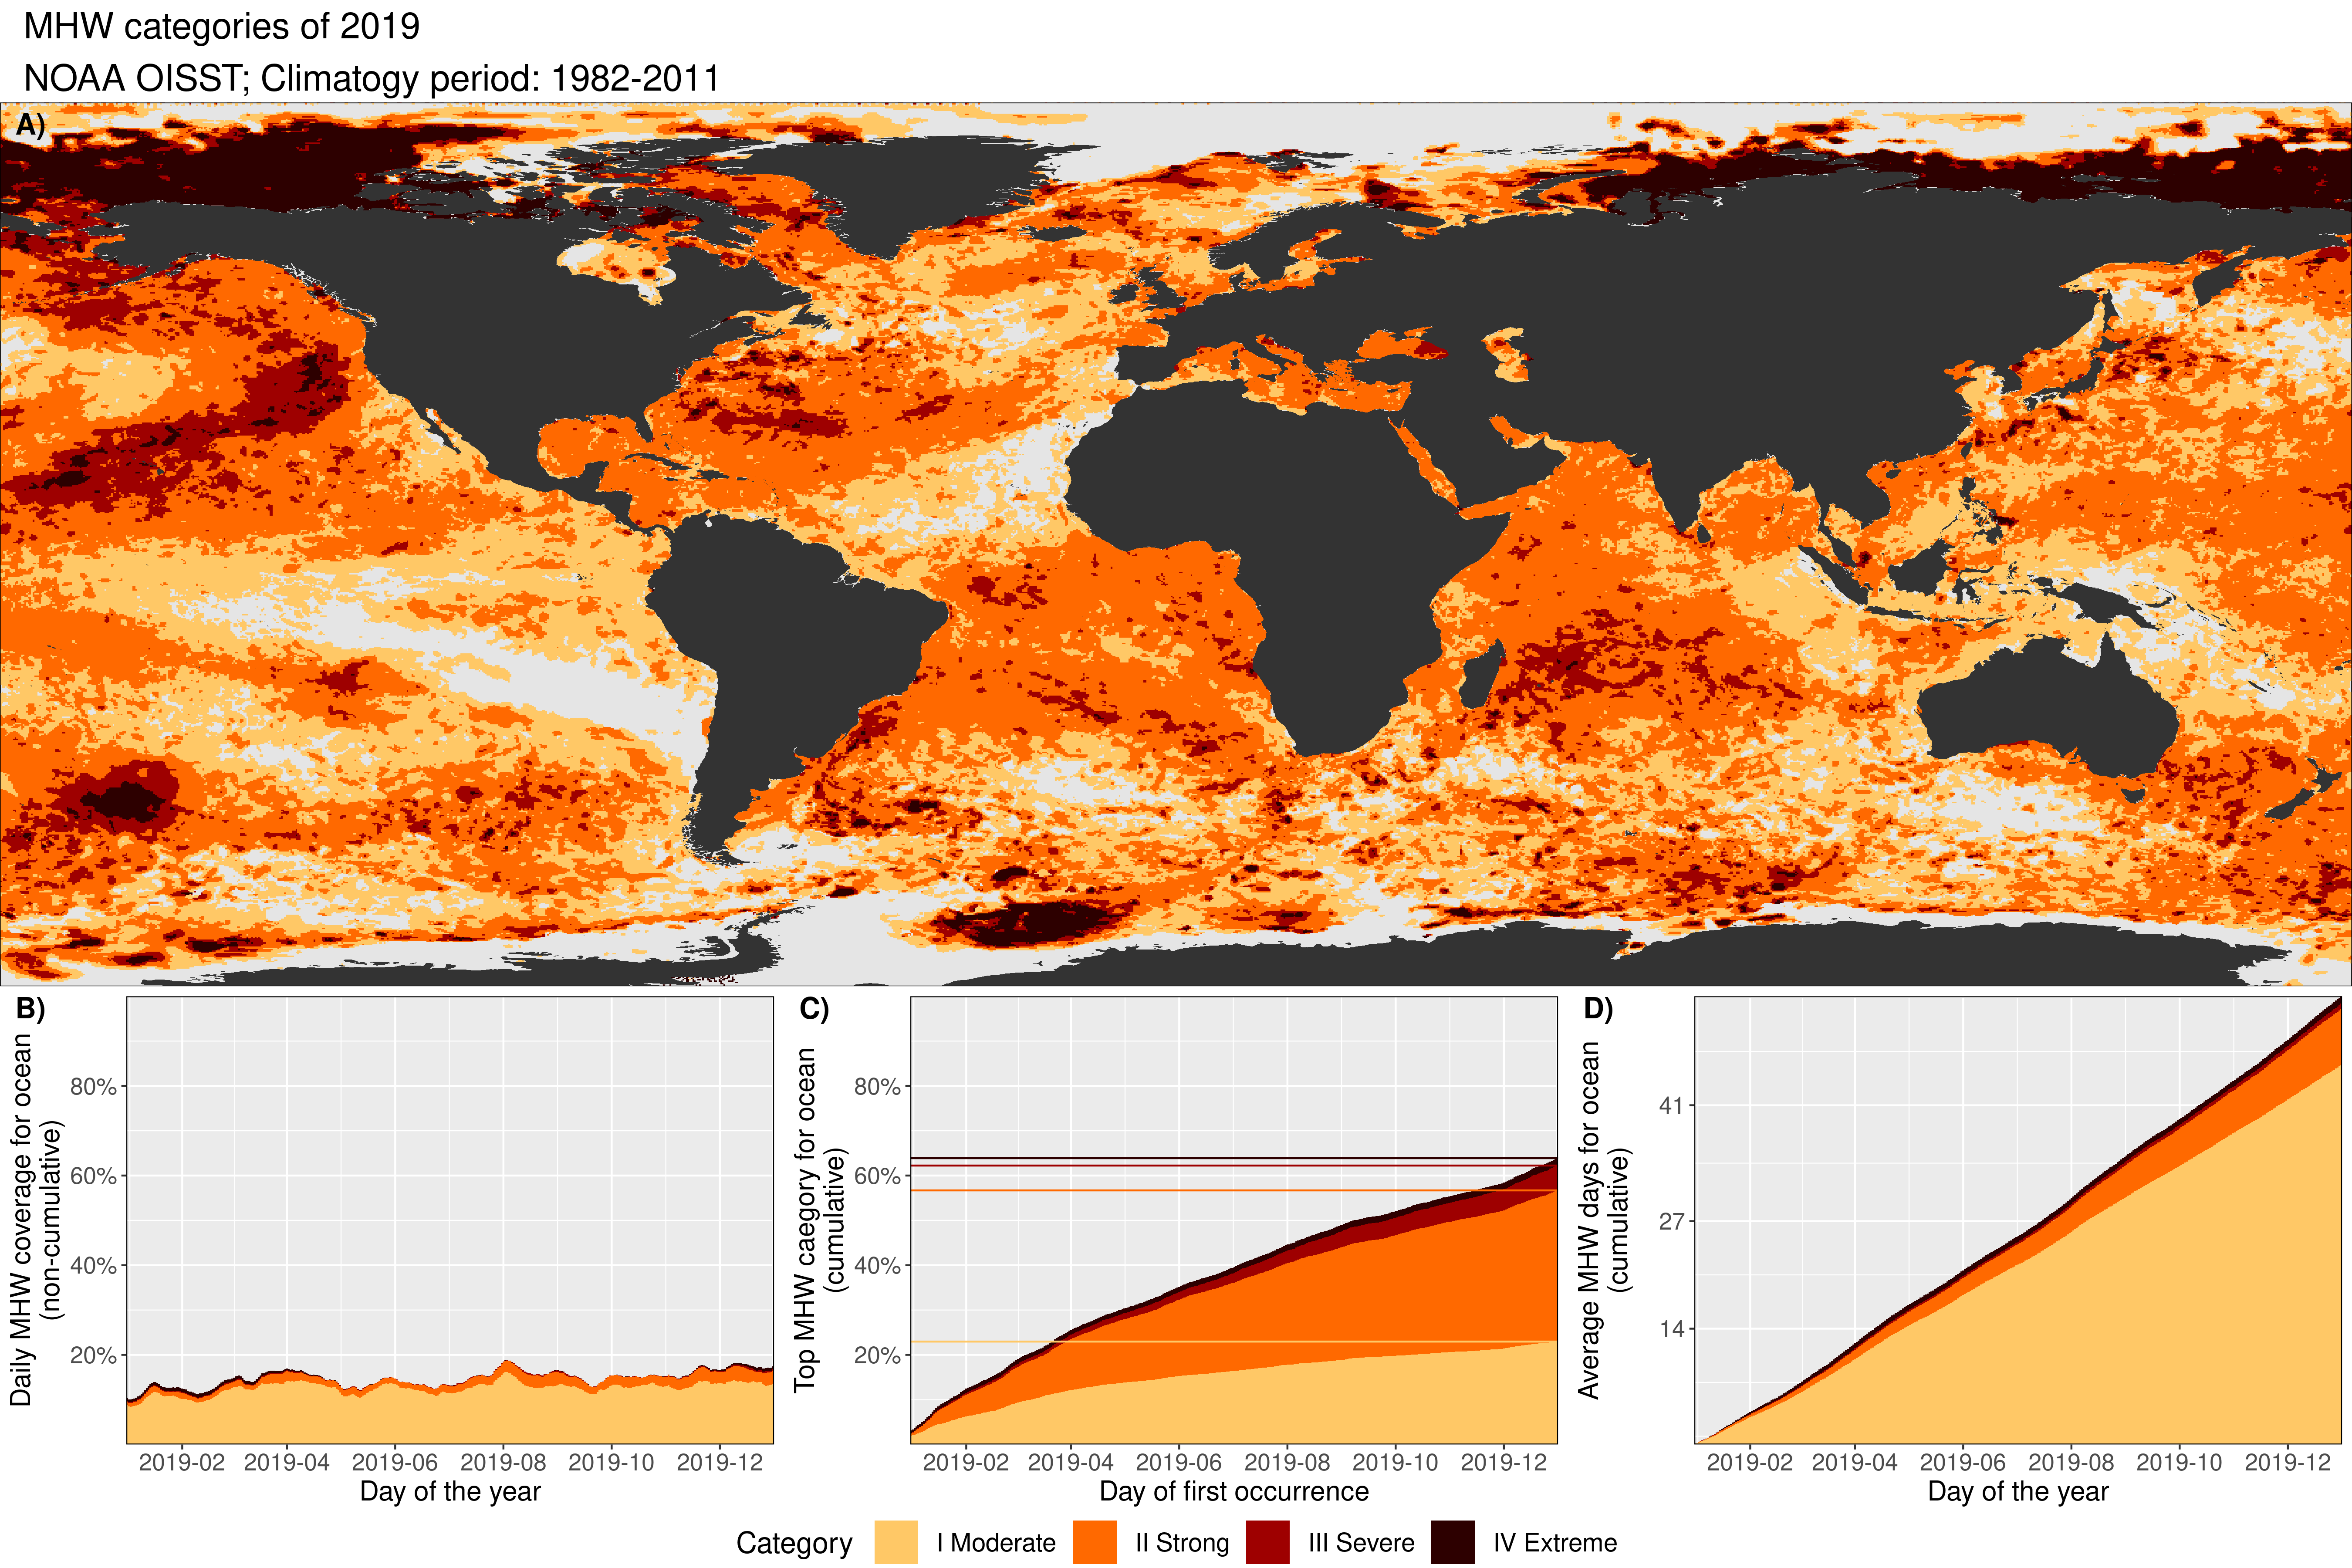 MHW categories of 2019
NOAA OISST; Climatogy period: 1982-2011
A)
B)
Daily MHW coverage for ocean
(non-cumulative)
80%
60%
40%
20%
2019-02 2019-04 2019-06 2019-08 2019-10 2019-12
Day of the year
C)
Top MHW category for ocean
(cumulative)
80%
60%
40%
20%
2019-02 2019-04 2019-06 2019-08 2019-10 2019-12
Day of first occurrence
D)
Average MHW days for ocean
(cumulative)
41
27
14
2019-02 2019-04 2019-06 2019-08 2019-10 2019-12
Day of the year
Category I Moderate II Strong III Severe IV Extreme